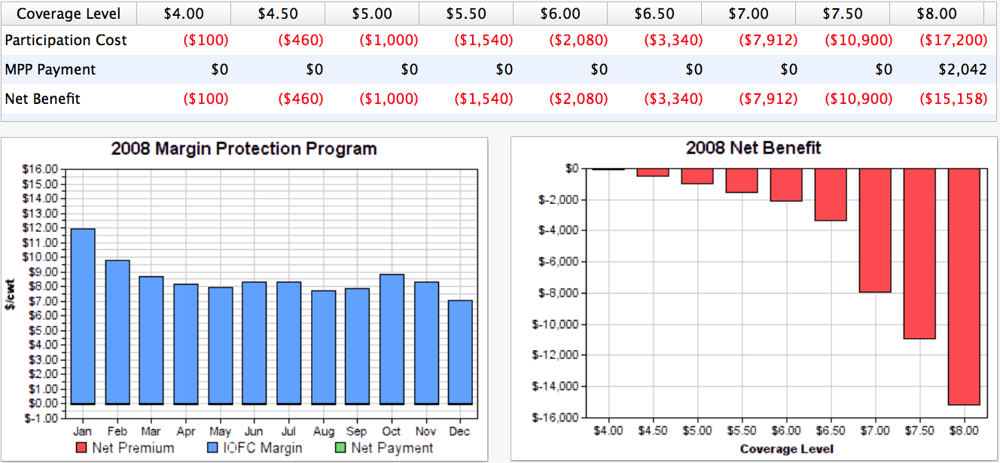 Coverage Level $4.00 $4.50 $5.00 $5.50 $6.00 $6.50 $7.00 $7.50 $8.00
Participation Cost ($100) ($460) ($1,000) ($1,540) ($2,080) ($3,340) ($7,912) ($10,900) ($17,200)
MPP Payment $0 $0 $0 $0 $0 $0 $0 $0 $2,042
Net Benefit ($100) ($460) ($1,000) ($1,540) ($2,080) ($3,340) ($7,912) ($10,900) ($15,158)
2008 Margin Protection Program
$16.00
$15.00
$14.00
$13.00
$12.00
$11.00
$10.00
$9.00
$8.00
$7.00
$6.00
$5.00
$4.00
$3.00
$2.00
$1.00
$0.00
$-1.00
$/cwt
Jan Feb Mar Apr May Jun Jul Aug Sep Oct Nov Dec
Net Premium IOFC Margin Net Payment
2008 Net Benefit
$0
$-2,000
$-4,000
$-6,000
$-8,000
$-10,000
$-12,000
$-14,000
$-16,000
$4.00 $4.50 $5.00 $5.50 $6.00 $6.50 $7.00 $7.50 $8.00
Coverage Level